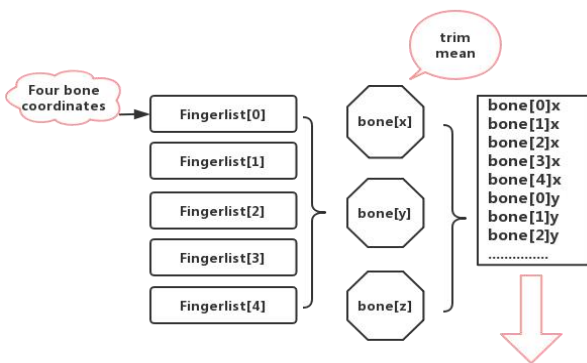 trim
mean
Four bone
coordinates
Fingerlist[0]
Fingerlist[1]
Fingerlist[2]
Fingerlist[3]
Fingerlist[4]
bone[x]
bone[y]
bone[z]
bone[0]x
bone[1]x
bone[2]x
bone[3]x
bone[4]x
bone[0]y
bone[1]y
bone[2]y
...............